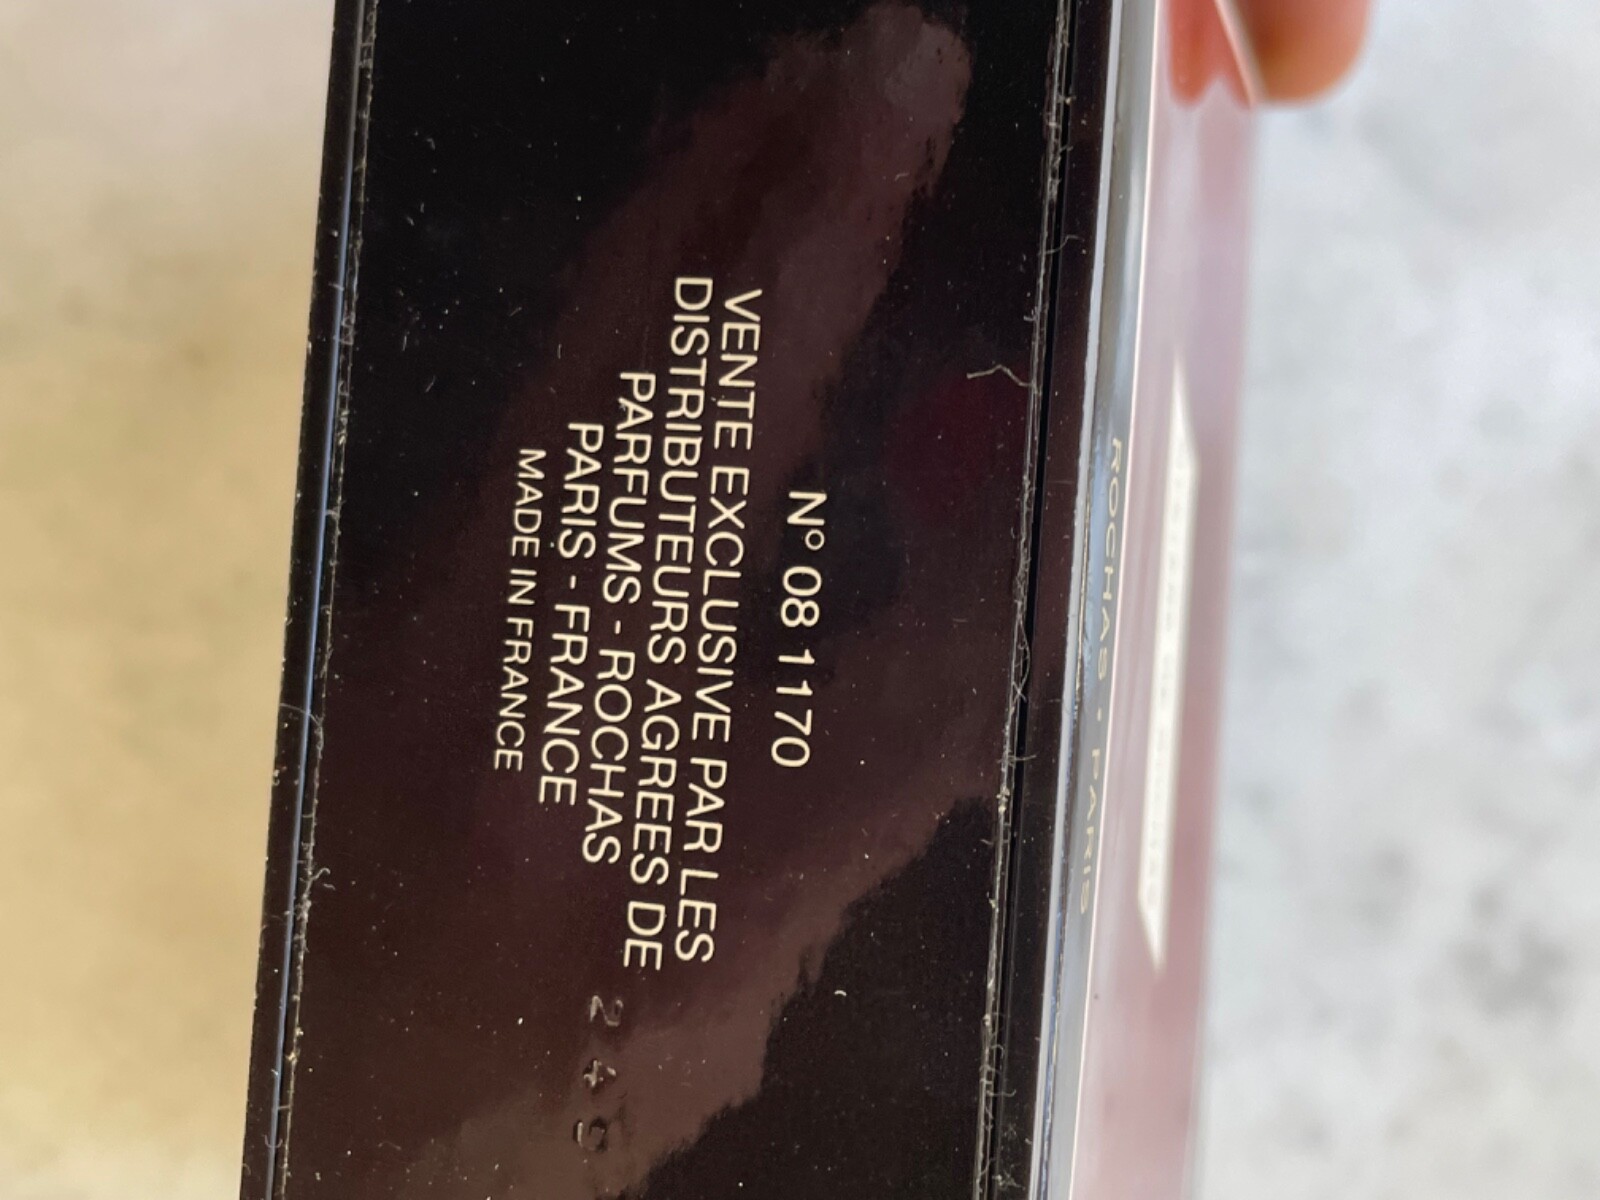 N° 08 1170
VENTE EXCLUSIVE PAR LES
DISTRIBUTEURS AGREES DE
PARFUMS - ROCHAS
PARIS - FRANCE
MADE IN FRANCE
249
ROCHAS • PARIS